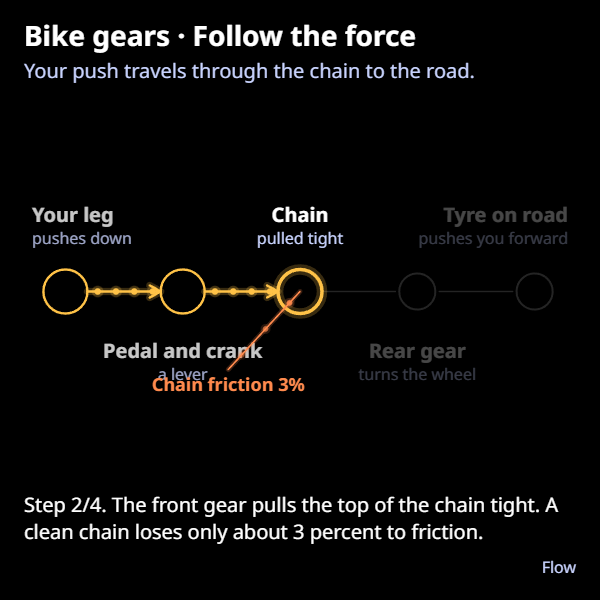 Bike gears · Follow the force
Your push travels through the chain to the road.
Your leg
pushes down
Chain
pulled tight
Tyre on road
pushes you forward
Pedal and crank
a lever
Chain friction 3%
Rear gear
turns the wheel
Step 2/4. The front gear pulls the top of the chain tight. A
clean chain loses only about 3 percent to friction.
Flow